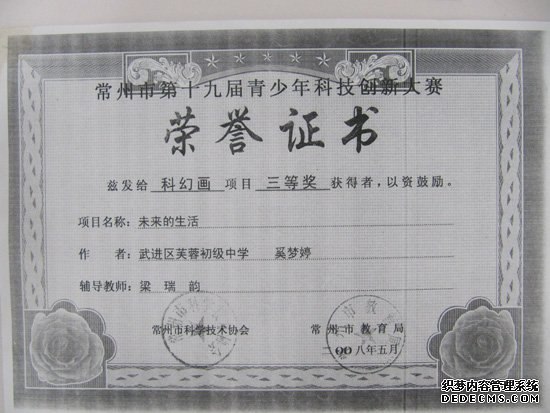 常州市第十九届青少年科技创新大赛
荣誉证书
兹发给 科幻画 项目 三等奖 获得者，以资鼓励。
项目名称：未来的生活
作 者：武进区芙蓉初级中学 奚梦婷
辅导教师：梁瑞韵
常州市科学技术协会 常州市教育局
二〇〇八年五月
织梦内容管理系统
DEDECMS.COM